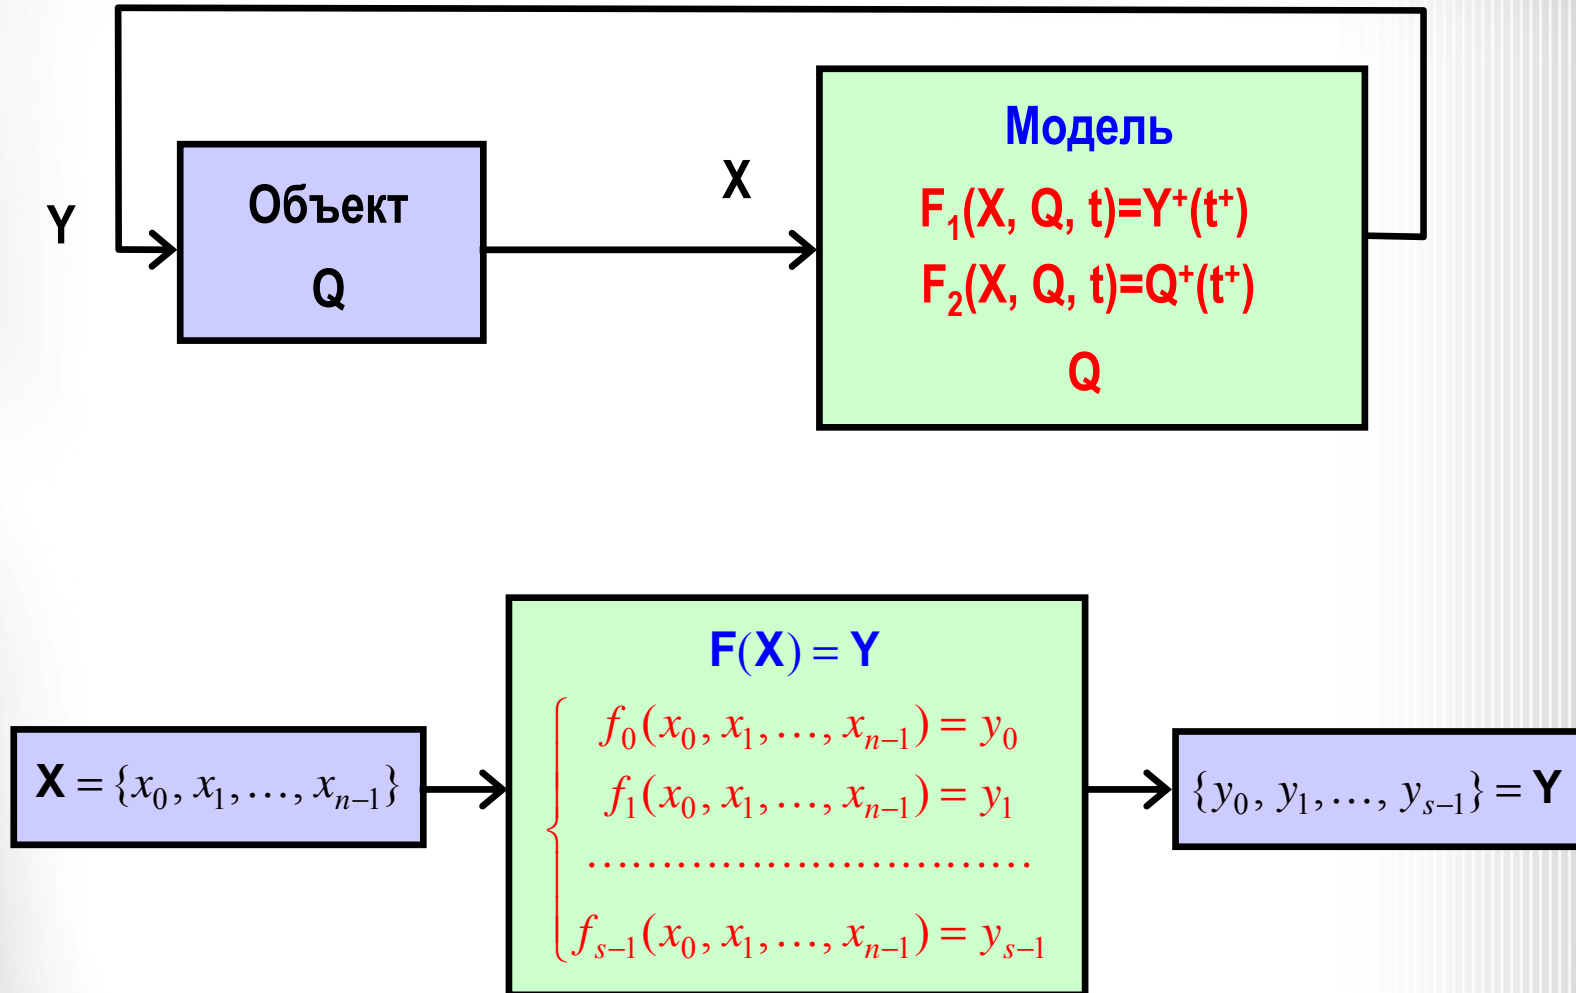 Модель
X
F₁(X, Q, t)=Y⁺(t⁺)
Y
Объект
F₂(X, Q, t)=Q⁺(t⁺)
Q
Q
F(X) = Y
f₀(x₀, x₁, …, xₙ₋₁) = y₀
X = {x₀, x₁, …, xₙ₋₁}
f₁(x₀, x₁, …, xₙ₋₁) = y₁
{y₀, y₁, …, yₛ₋₁} = Y
..............................
fₛ₋₁(x₀, x₁, …, xₙ₋₁) = yₛ₋₁